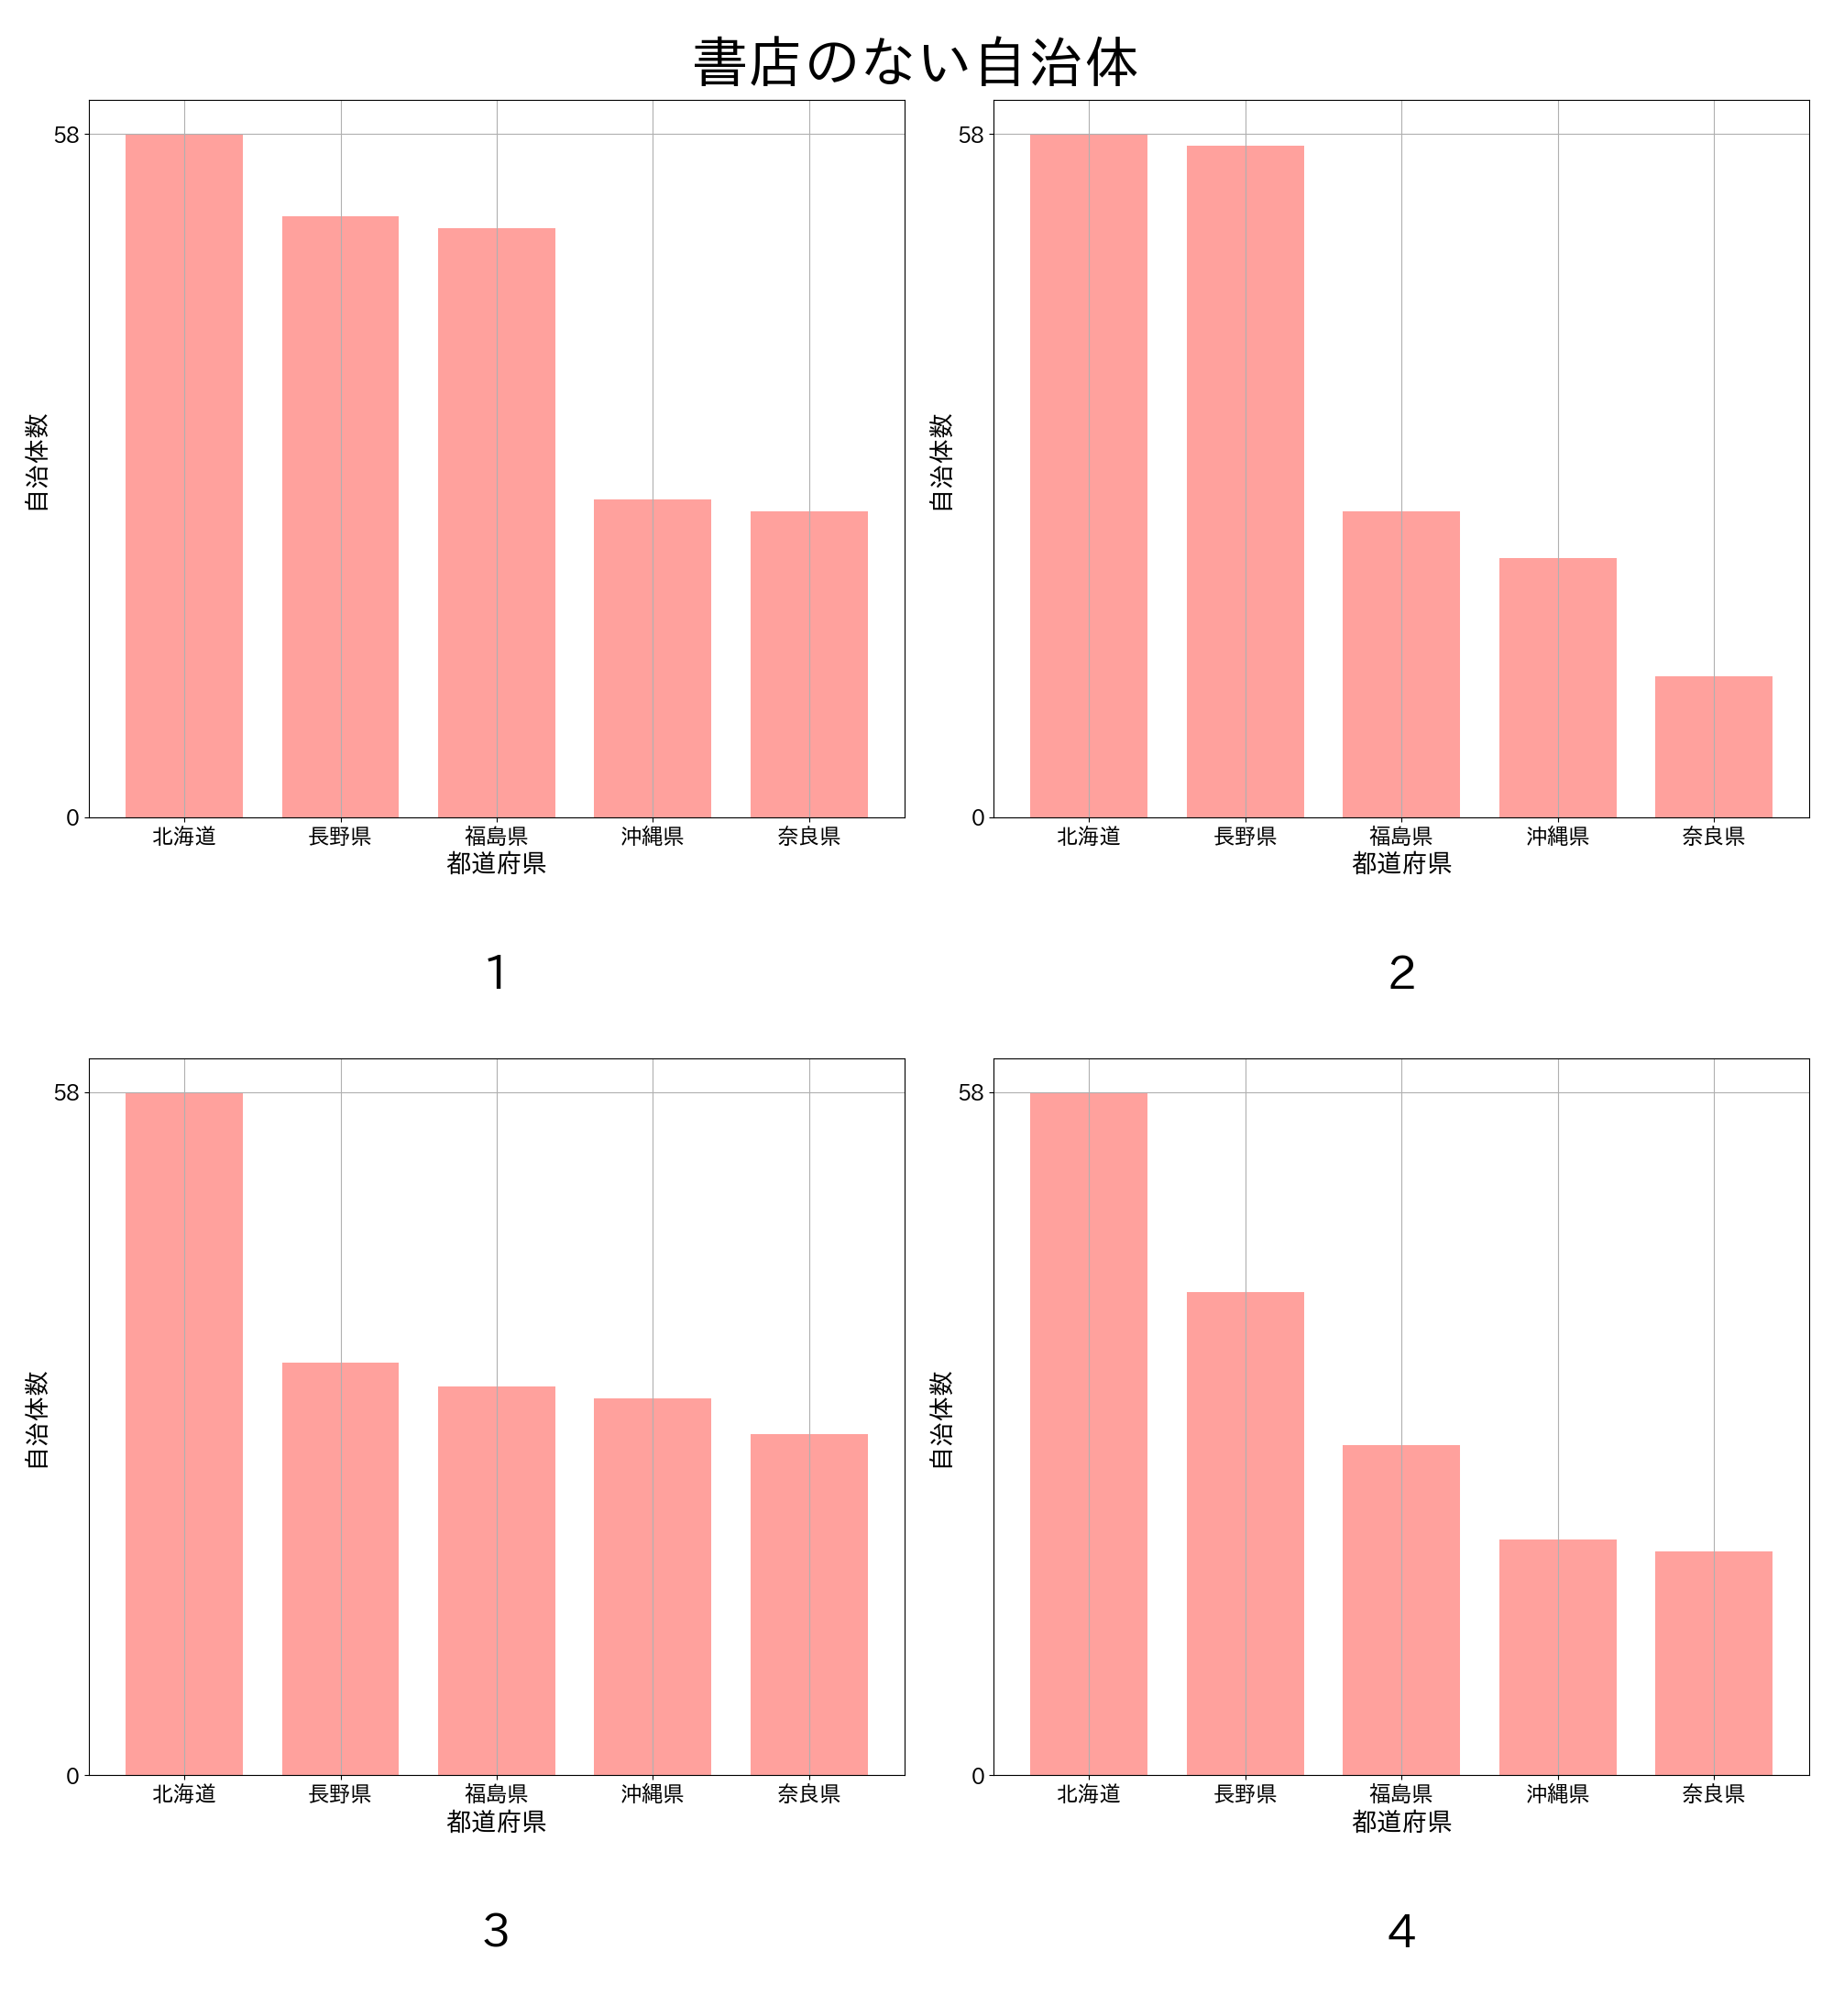 書店のない自治体
58
0
自治体数
北海道 長野県 福島県 沖縄県 奈良県
都道府県
1
58
0
自治体数
北海道 長野県 福島県 沖縄県 奈良県
都道府県
2
58
0
自治体数
北海道 長野県 福島県 沖縄県 奈良県
都道府県
3
58
0
自治体数
北海道 長野県 福島県 沖縄県 奈良県
都道府県
4